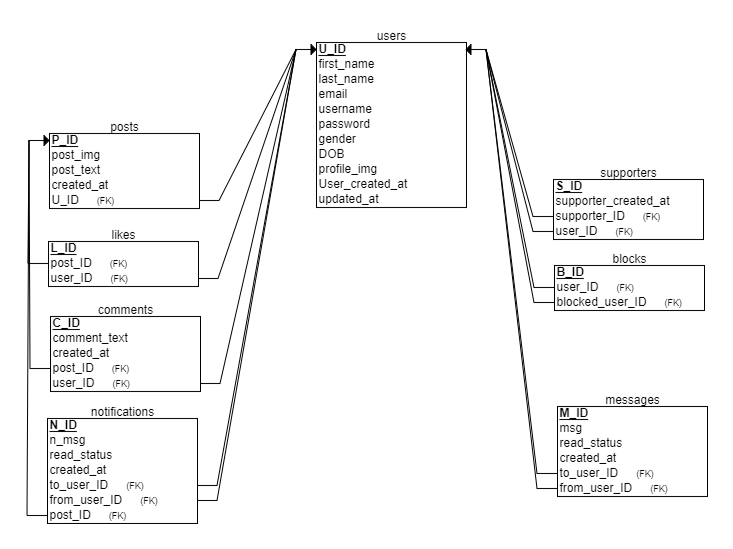 users
U_ID
first_name
last_name
email
username
password
gender
DOB
profile_img
User_created_at
updated_at
posts
P_ID
post_img
post_text
created_at
U_ID (FK)
likes
L_ID
post_ID (FK)
user_ID (FK)
comments
C_ID
comment_text
created_at
post_ID (FK)
user_ID (FK)
notifications
N_ID
n_msg
read_status
created_at
to_user_ID (FK)
from_user_ID (FK)
post_ID (FK)
supporters
S_ID
supporter_created_at
supporter_ID (FK)
user_ID (FK)
blocks
B_ID
user_ID (FK)
blocked_user_ID (FK)
messages
M_ID
msg
read_status
created_at
to_user_ID (FK)
from_user_ID (FK)